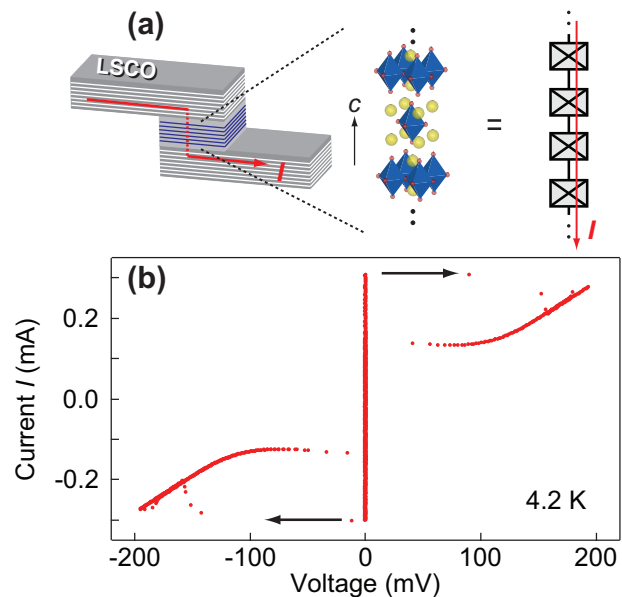 (a)
LSCO
c
=
I
I
(b)
0.2
0.0
-0.2
Current I (mA)
4.2 K
-200
-100
0
100
200
Voltage (mV)